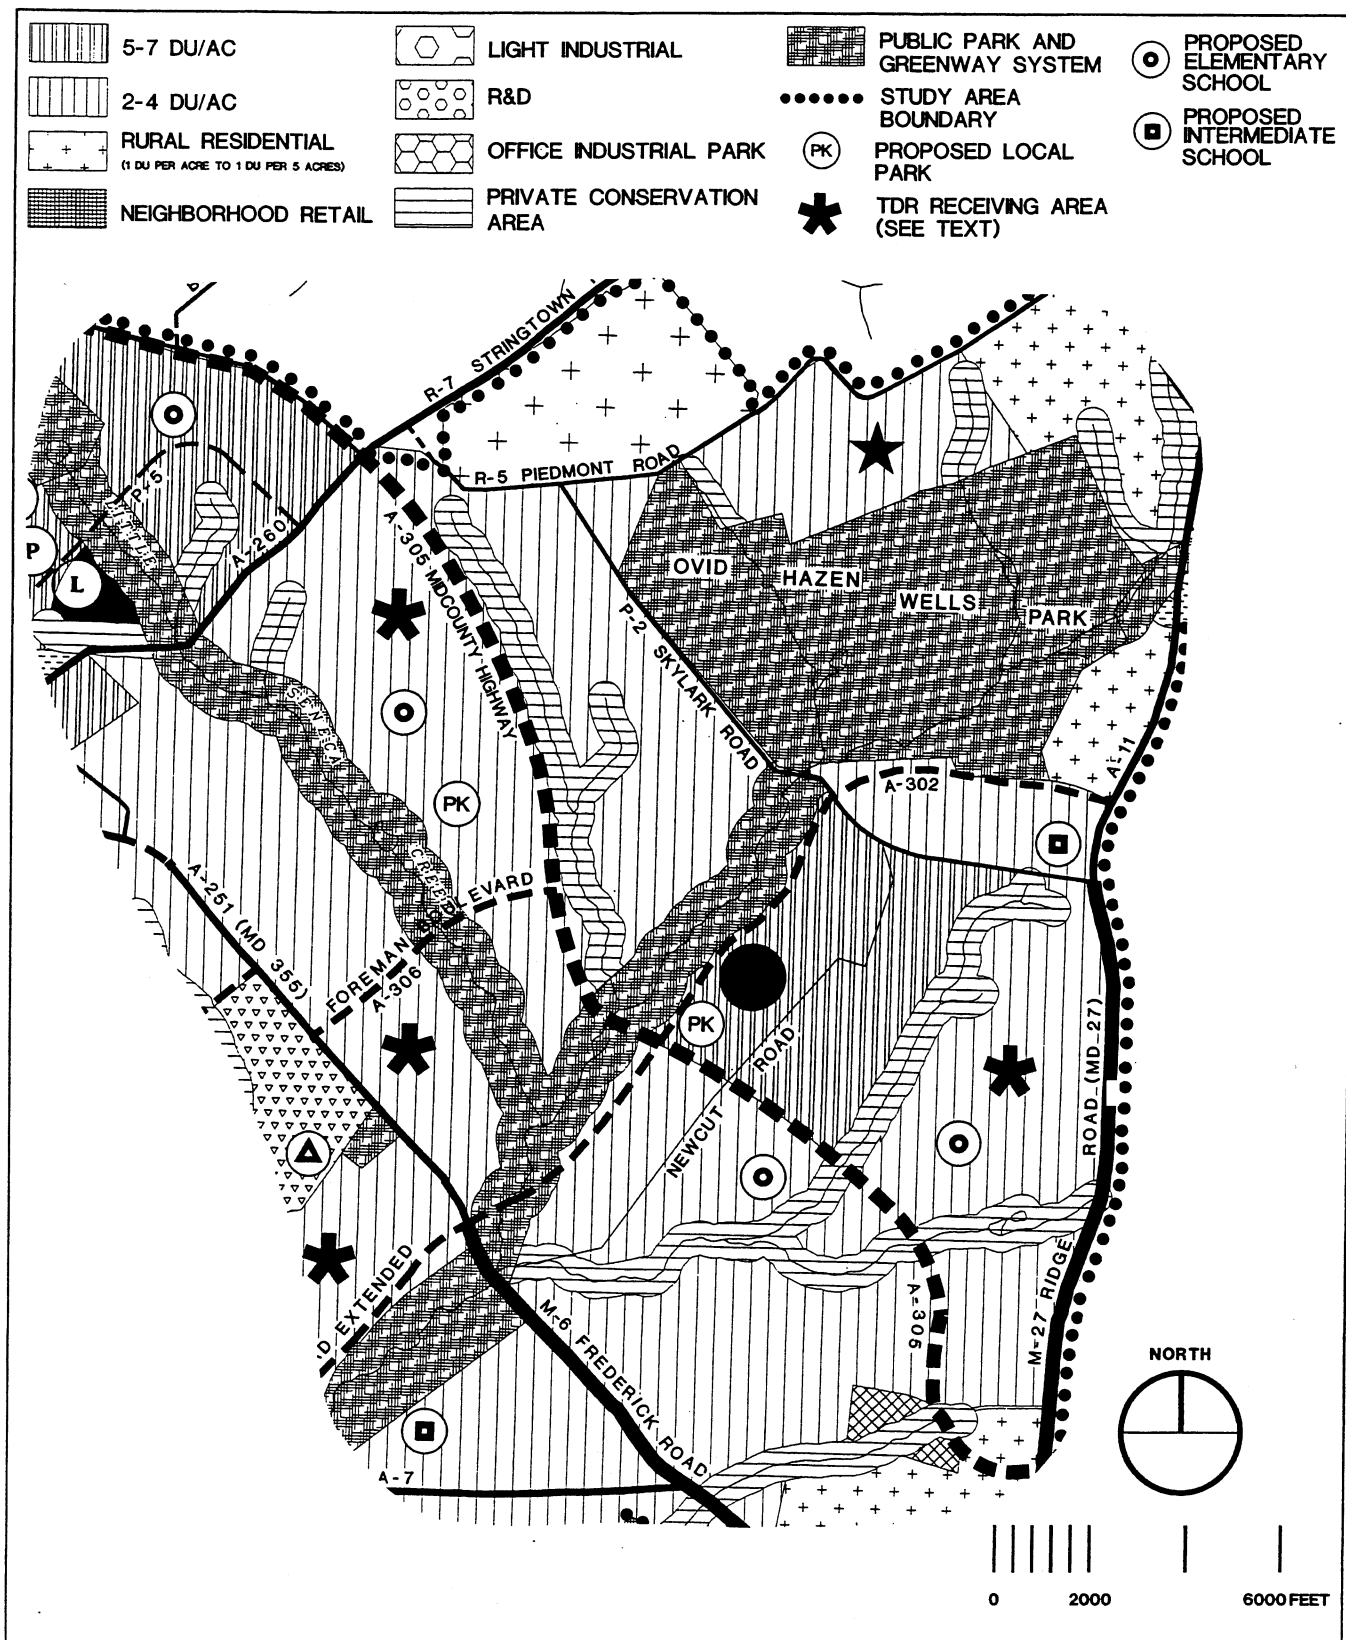 5-7 DU/AC
2-4 DU/AC
RURAL RESIDENTIAL
(1 DU PER ACRE TO 1 DU PER 5 ACRES)
NEIGHBORHOOD RETAIL
LIGHT INDUSTRIAL
R&D
OFFICE INDUSTRIAL PARK
PRIVATE CONSERVATION
AREA
PUBLIC PARK AND
GREENWAY SYSTEM
STUDY AREA
BOUNDARY
PK
PROPOSED LOCAL
PARK
TDR RECEIVING AREA
(SEE TEXT)
PROPOSED
ELEMENTARY
SCHOOL
PROPOSED
INTERMEDIATE
SCHOOL
R-7 STRINGTOWN
R-5 PIEDMONT ROAD
P-5
A-260
LITTLE
SENECA
CREEK
P
L
A-305 MIDCOUNTY HIGHWAY
OVID
HAZEN
WELLS
PARK
P-2 SKYLARK ROAD
A-302
A-11
PK
A-251 (MD 355)
FOREMAN
A-306
PK
NEWCUT ROAD
ROAD (MD 27)
M-27 RIDGE
A-305
EXTENDED
M-6 FREDERICK ROAD
A-7
NORTH
0 2000 6000 FEET